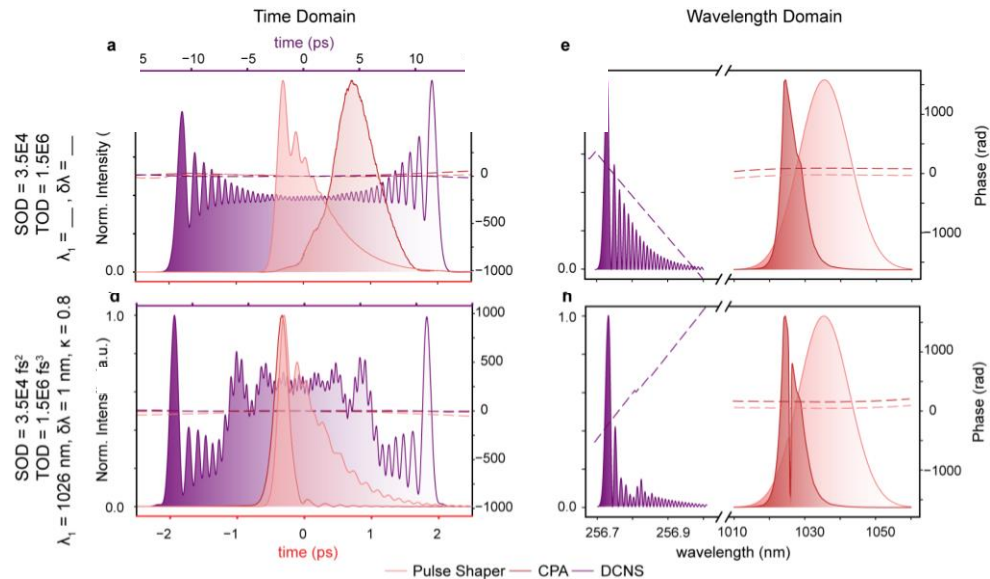 Time Domain
Wavelength Domain
a
time (ps)
e
5
−10
−5
0
5
10
SOD = 3.5E4
TOD = 1.5E6
λ₁ = __, δλ = __
Norm. Intensity (
0.0
0
−250
−500
−750
−1000
0.0
1000
0
−1000
Phase (rad)
SOD = 3.5E4 fs²
TOD = 1.5E6 fs³
λ₁ = 1026 nm, δλ = 1 nm, κ = 0.8
1.0
Norm. Intens
a.u.)
0.0
1000
500
0
−500
−1000
−2
−1
0
1
2
time (ps)
1.0
0.0
1000
0
−1000
Phase (rad)
256.7
256.9
1010
1030
1050
wavelength (nm)
Pulse Shaper
CPA
DCNS